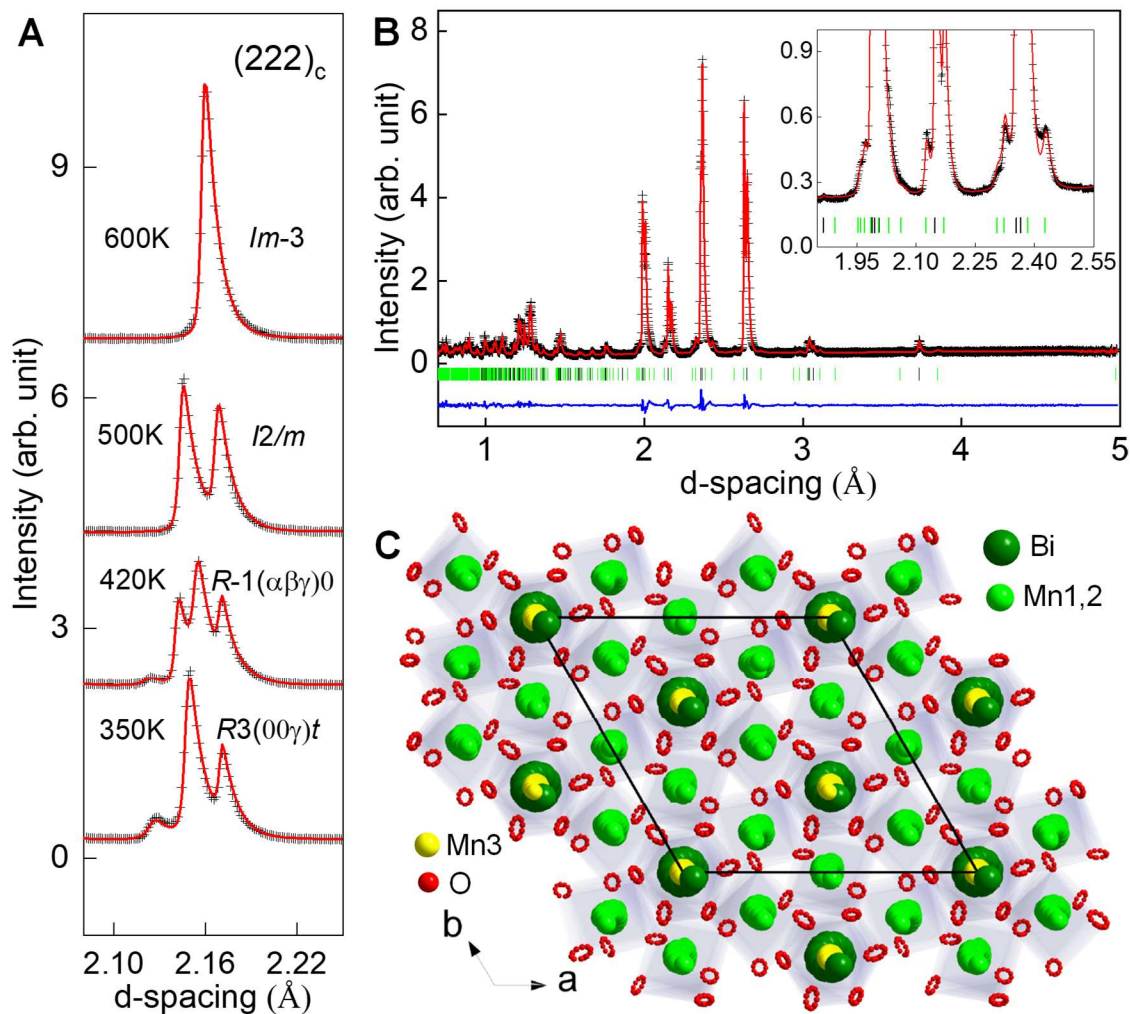 A
(222)c
Intensity (arb. unit)
9
6
3
0
600K
Im-3
500K
I2/m
420K
R-1(αβγ)0
350K
R3(00γ)t
2.10
2.16
2.22
d-spacing (Å)
B
Intensity (arb. unit)
8
6
4
2
0
1
2
3
4
5
d-spacing (Å)
0.9
0.6
0.3
0.0
1.95
2.10
2.25
2.40
2.55
C
Bi
Mn1,2
Mn3
O
b
a